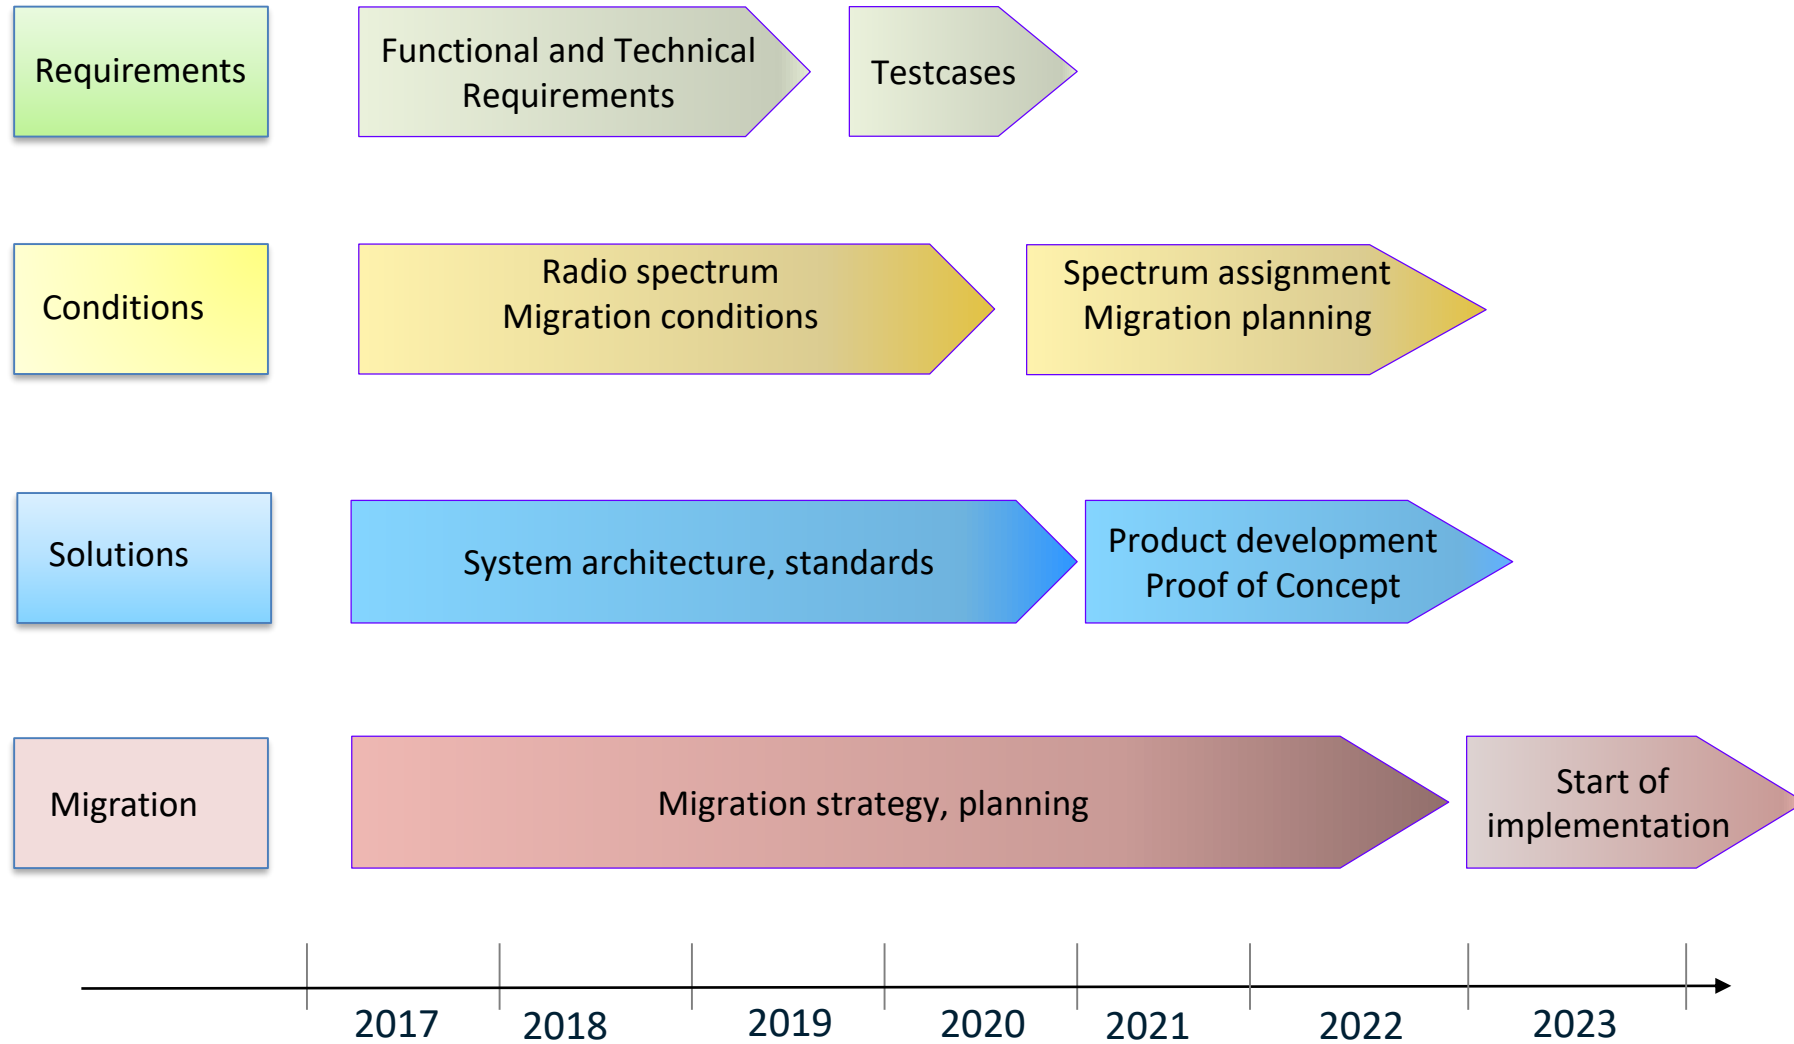 Requirements
Functional and Technical
Requirements
Testcases
Conditions
Radio spectrum
Migration conditions
Spectrum assignment
Migration planning
Solutions
System architecture, standards
Product development
Proof of Concept
Migration
Migration strategy, planning
Start of
implementation
2017
2018
2019
2020
2021
2022
2023